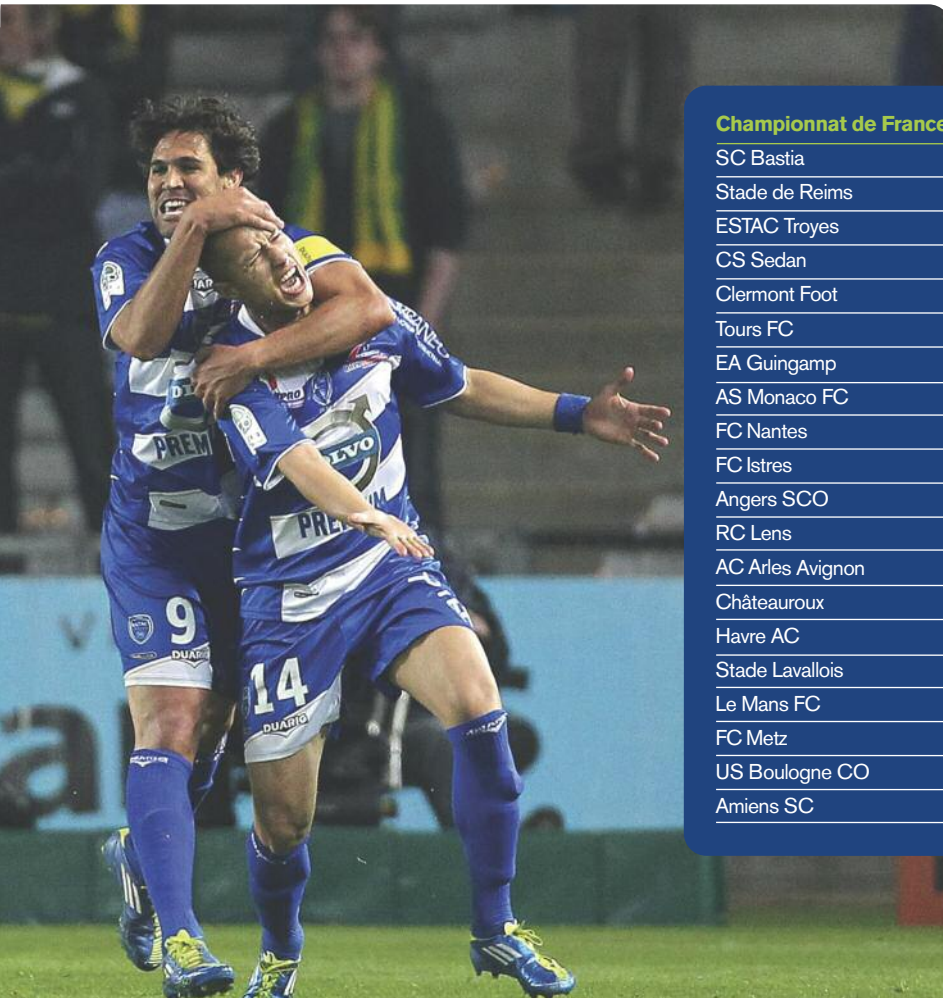 Championnat de France
SC Bastia
Stade de Reims
ESTAC Troyes
CS Sedan
Clermont Foot
Tours FC
EA Guingamp
AS Monaco FC
FC Nantes
FC Istres
Angers SCO
RC Lens
AC Arles Avignon
Châteauroux
Havre AC
Stade Lavallois
Le Mans FC
FC Metz
US Boulogne CO
Amiens SC
PREM
9
DUARIG
14
DUARIG